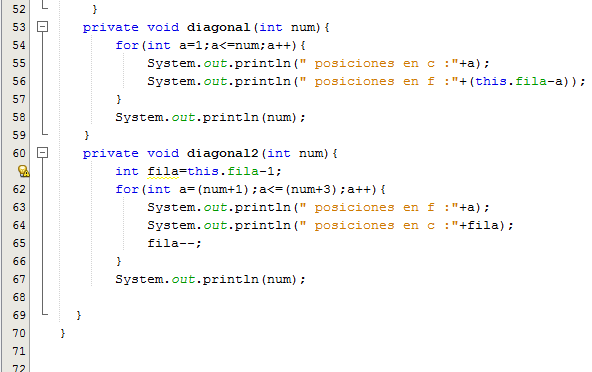 52 }
53 private void diagonal(int num){
54 for(int a=1;a<=num;a++){
55 System.out.println(" posiciones en c :"+a);
56 System.out.println(" posiciones en f :"+(this.fila-a));
57 }
58 System.out.println(num);
59 }
60 private void diagonal2(int num){
int fila=this.fila-1;
62 for(int a=(num+1);a<=(num+3);a++){
63 System.out.println(" posiciones en f :"+a);
64 System.out.println(" posiciones en c :"+fila);
65 fila--;
66 }
67 System.out.println(num);
68
69 }
70 }
71
72